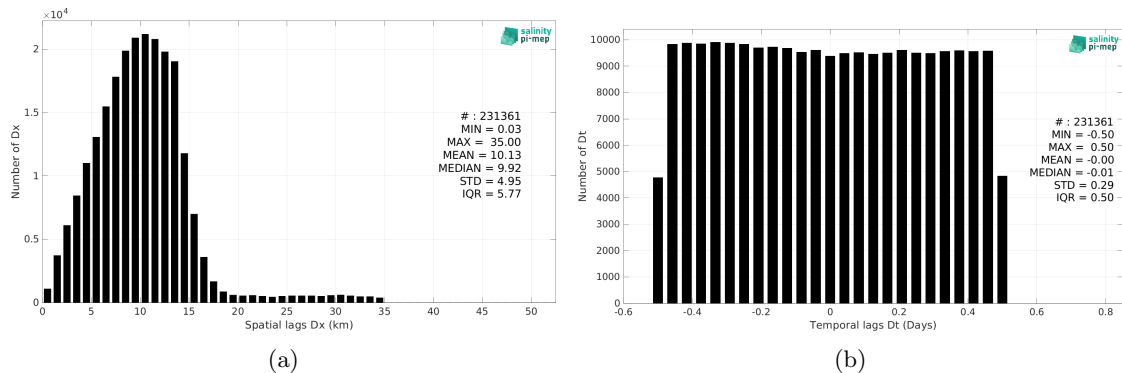 ×10⁴
2
1.5
1
0.5
0
Number of Dx
0 5 10 15 20 25 30 35 40 45 50
Spatial lags Dx (km)
salinity
pi-mep
# : 231361
MIN = 0.03
MAX = 35.00
MEAN = 10.13
MEDIAN = 9.92
STD = 4.95
IQR = 5.77
(a)
10000
9000
8000
7000
6000
5000
4000
3000
2000
1000
0
Number of Dt
-0.6 -0.4 -0.2 0 0.2 0.4 0.6 0.8
Temporal lags Dt (Days)
salinity
pi-mep
# : 231361
MIN = -0.50
MAX = 0.50
MEAN = -0.00
MEDIAN = -0.01
STD = 0.29
IQR = 0.50
(b)